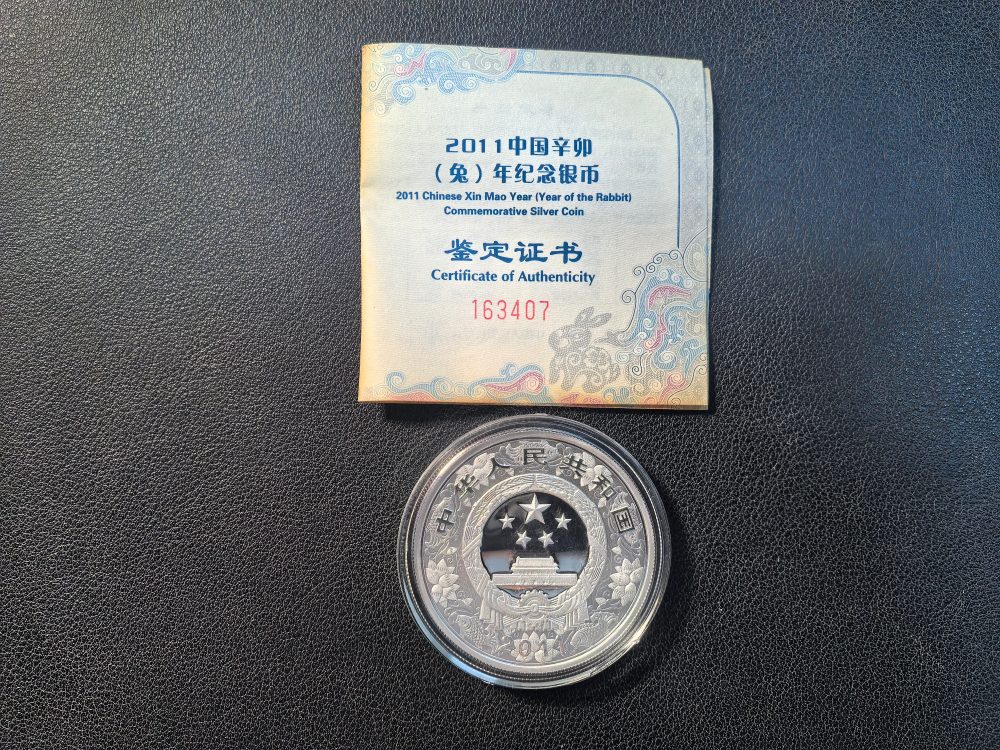 2011中国辛卯
（兔）年纪念银币
2011 Chinese Xin Mao Year (Year of the Rabbit)
Commemorative Silver Coin
鉴定证书
Certificate of Authenticity
163407
中华人民共和国